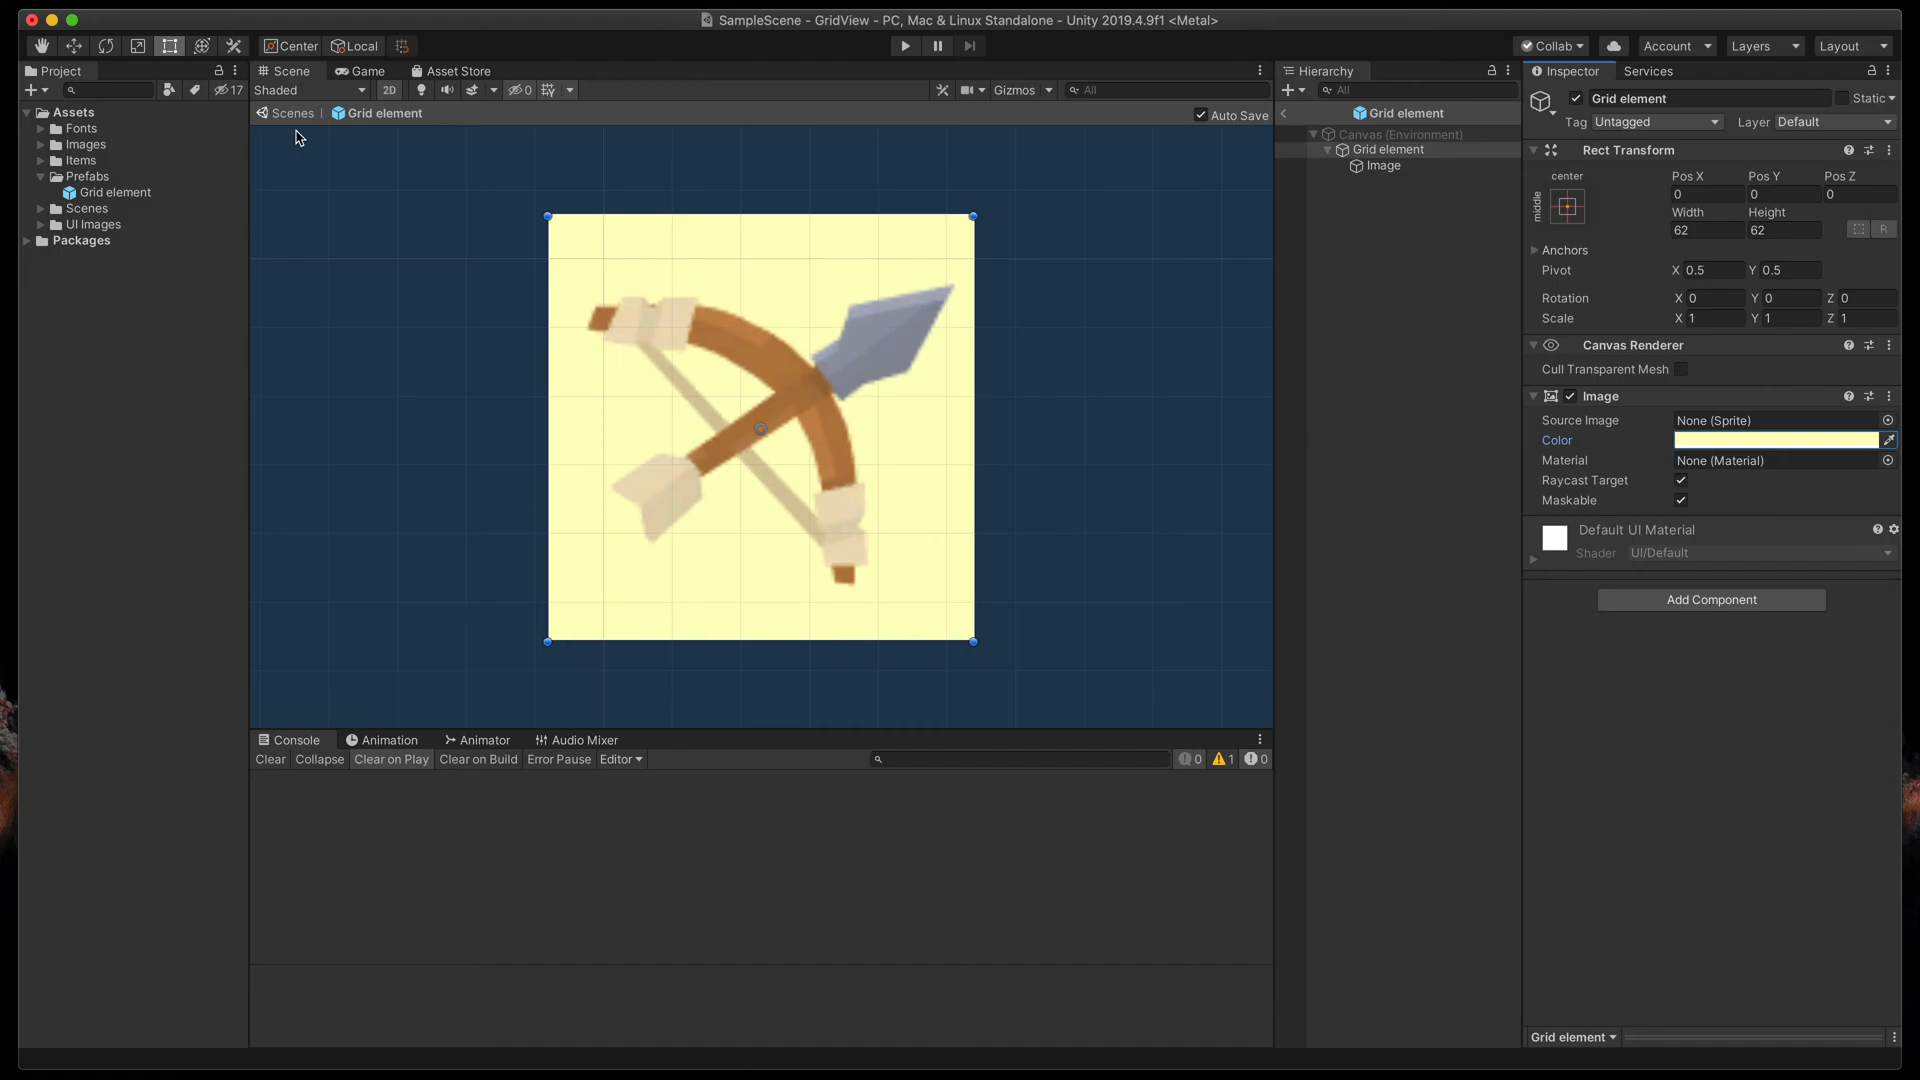 SampleScene - GridView - PC, Mac & Linux Standalone - Unity 2019.4.9f1 <Metal>
Center Local Collab Account Layers Layout
Project
17
Assets
Fonts
Images
Items
Prefabs
Grid element
Scenes
UI Images
Packages
Scene Game Asset Store
Shaded 2D 0 Gizmos All
Scenes Grid element Auto Save
Console Animation Animator Audio Mixer
Clear Collapse Clear on Play Clear on Build Error Pause Editor 0 1 0
Hierarchy
All
Grid element
Canvas (Environment)
Grid element
Image
Inspector Services
Grid element Static
Tag Untagged Layer Default
Rect Transform
center Pos X Pos Y Pos Z
middle 0 0 0
Width Height
62 62 R
Anchors
Pivot X 0.5 Y 0.5
Rotation X 0 Y 0 Z 0
Scale X 1 Y 1 Z 1
Canvas Renderer
Cull Transparent Mesh
Image
Source Image None (Sprite)
Color
Material None (Material)
Raycast Target
Maskable
Default UI Material
Shader UI/Default
Add Component
Grid element